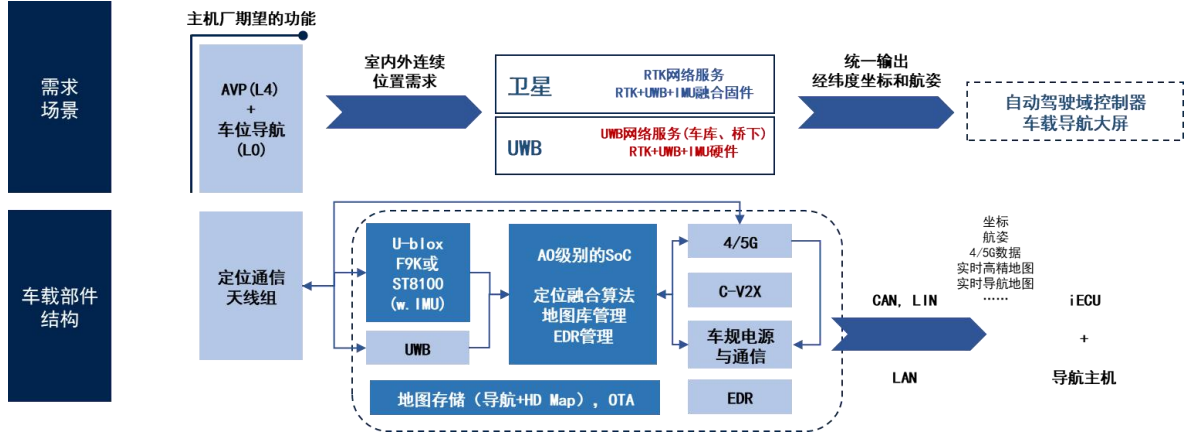 主机厂期望的功能
需求
场景
AVP(L4)
+
车位导航
(L0)
室内外连续
位置需求
卫星
RTK网络服务
RTK+UWB+IMU融合固件
UWB
UWB网络服务(车库、桥下)
RTK+UWB+IMU硬件
统一输出
经纬度坐标和航姿
自动驾驶域控制器
车载导航大屏
车载部件
结构
定位通信
天线组
U-blox
F9K或
ST8100
(w.IMU)
UWB
A0级别的SoC
定位融合算法
地图库管理
EDR管理
4/5G
C-V2X
车规电源
与通信
EDR
地图存储（导航+HD Map），OTA
CAN, LIN
LAN
坐标
航姿
4/5G数据
实时高精地图
实时导航地图
……
iECU
+
导航主机